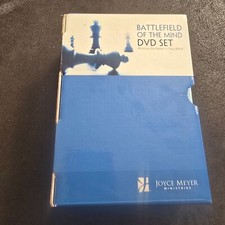 BATTLEFIELD
OF THE MIND
DVD SET
JOYCE MEYER
MINISTRIES